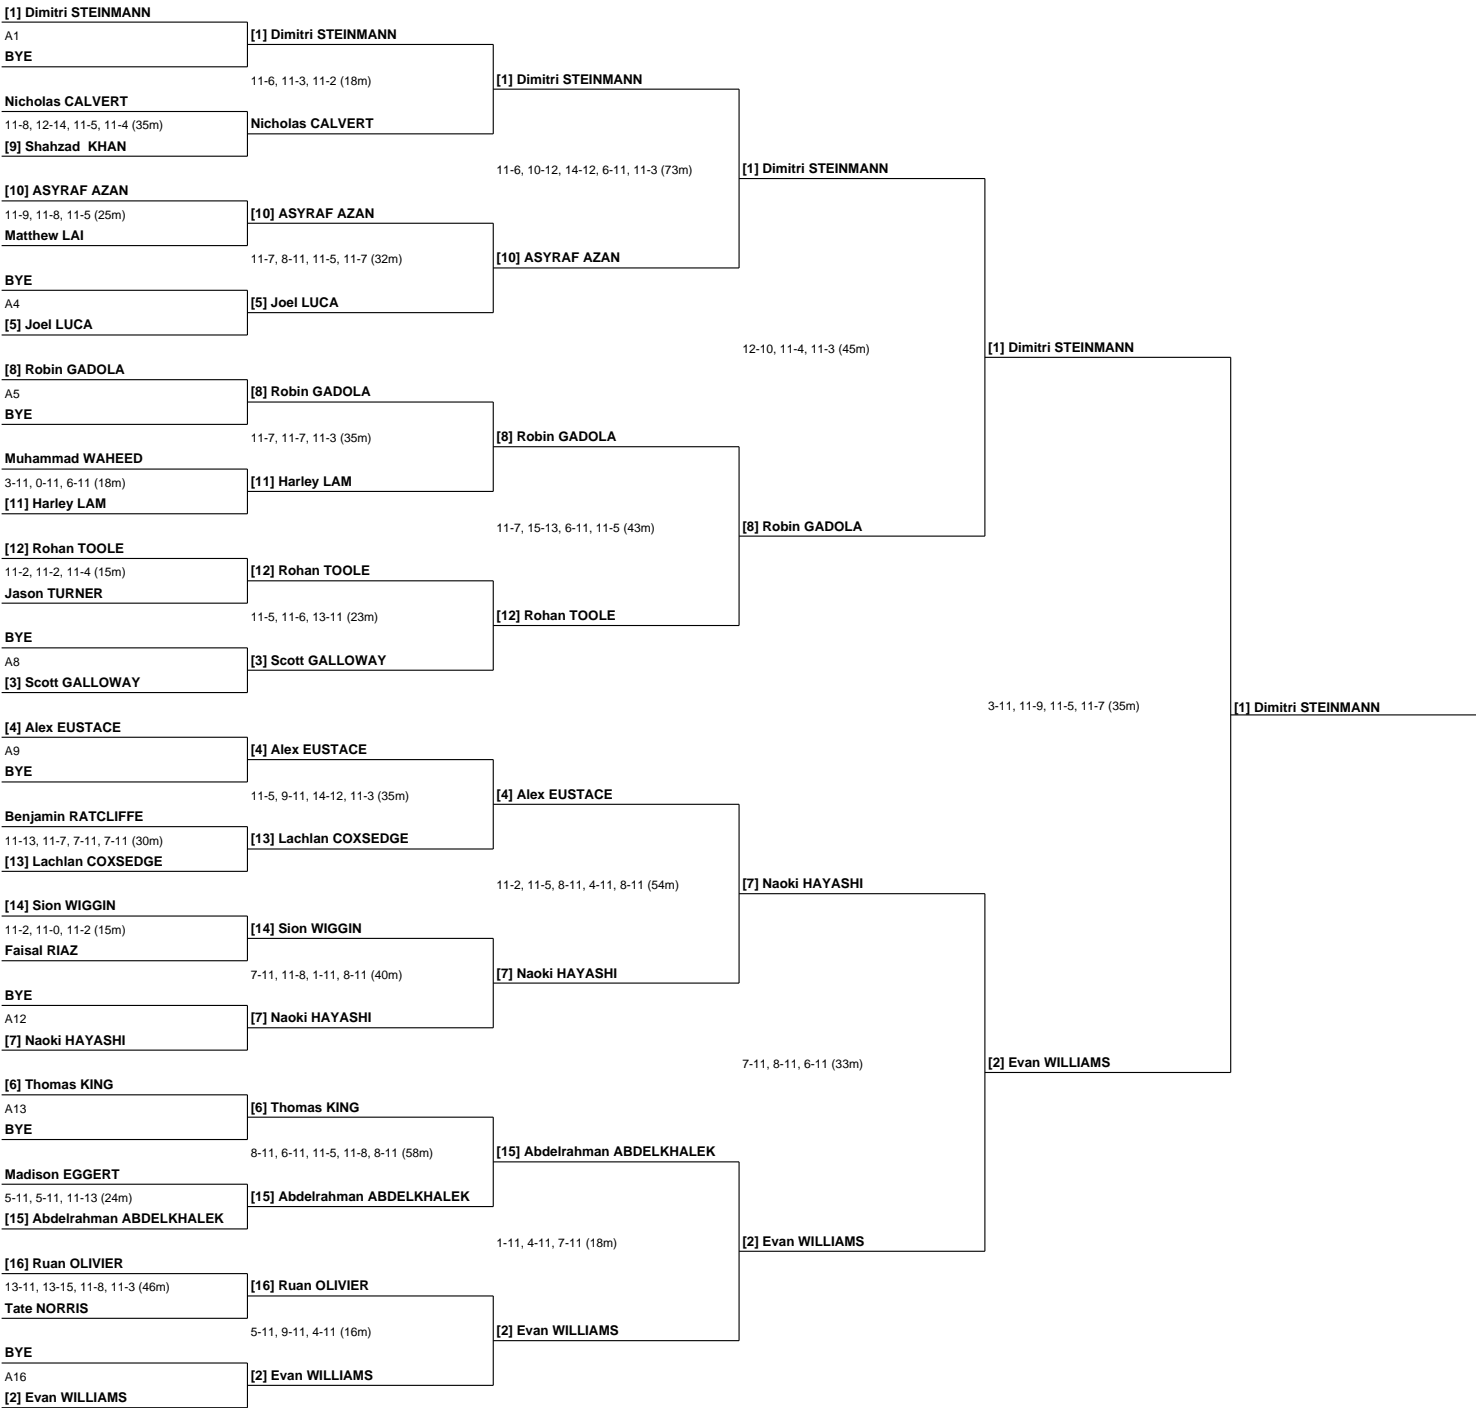 [1] Dimitri STEINMANN
A1
BYE
Nicholas CALVERT
11-8, 12-14, 11-5, 11-4 (35m)
[9] Shahzad  KHAN
[10] ASYRAF AZAN
11-9, 11-8, 11-5 (25m)
Matthew LAI
BYE
A4
[5] Joel LUCA
[8] Robin GADOLA
A5
BYE
Muhammad WAHEED
3-11, 0-11, 6-11 (18m)
[11] Harley LAM
[12] Rohan TOOLE
11-2, 11-2, 11-4 (15m)
Jason TURNER
BYE
A8
[3] Scott GALLOWAY
[4] Alex EUSTACE
A9
BYE
Benjamin RATCLIFFE
11-13, 11-7, 7-11, 7-11 (30m)
[13] Lachlan COXSEDGE
[14] Sion WIGGIN
11-2, 11-0, 11-2 (15m)
Faisal RIAZ
BYE
A12
[7] Naoki HAYASHI
[6] Thomas KING
A13
BYE
Madison EGGERT
5-11, 5-11, 11-13 (24m)
[15] Abdelrahman ABDELKHALEK
[16] Ruan OLIVIER
13-11, 13-15, 11-8, 11-3 (46m)
Tate NORRIS
BYE
A16
[2] Evan WILLIAMS
[1] Dimitri STEINMANN
11-6, 11-3, 11-2 (18m)
Nicholas CALVERT
[10] ASYRAF AZAN
11-7, 8-11, 11-5, 11-7 (32m)
[5] Joel LUCA
[8] Robin GADOLA
11-7, 11-7, 11-3 (35m)
[11] Harley LAM
[12] Rohan TOOLE
11-5, 11-6, 13-11 (23m)
[3] Scott GALLOWAY
[4] Alex EUSTACE
11-5, 9-11, 14-12, 11-3 (35m)
[13] Lachlan COXSEDGE
[14] Sion WIGGIN
7-11, 11-8, 1-11, 8-11 (40m)
[7] Naoki HAYASHI
[6] Thomas KING
8-11, 6-11, 11-5, 11-8, 8-11 (58m)
[15] Abdelrahman ABDELKHALEK
[16] Ruan OLIVIER
5-11, 9-11, 4-11 (16m)
[2] Evan WILLIAMS
[1] Dimitri STEINMANN
11-6, 10-12, 14-12, 6-11, 11-3 (73m)
[10] ASYRAF AZAN
[8] Robin GADOLA
11-7, 15-13, 6-11, 11-5 (43m)
[12] Rohan TOOLE
[4] Alex EUSTACE
11-2, 11-5, 8-11, 4-11, 8-11 (54m)
[7] Naoki HAYASHI
[15] Abdelrahman ABDELKHALEK
1-11, 4-11, 7-11 (18m)
[2] Evan WILLIAMS
[1] Dimitri STEINMANN
12-10, 11-4, 11-3 (45m)
[8] Robin GADOLA
[7] Naoki HAYASHI
7-11, 8-11, 6-11 (33m)
[2] Evan WILLIAMS
[1] Dimitri STEINMANN
3-11, 11-9, 11-5, 11-7 (35m)
[2] Evan WILLIAMS
[1] Dimitri STEINMANN